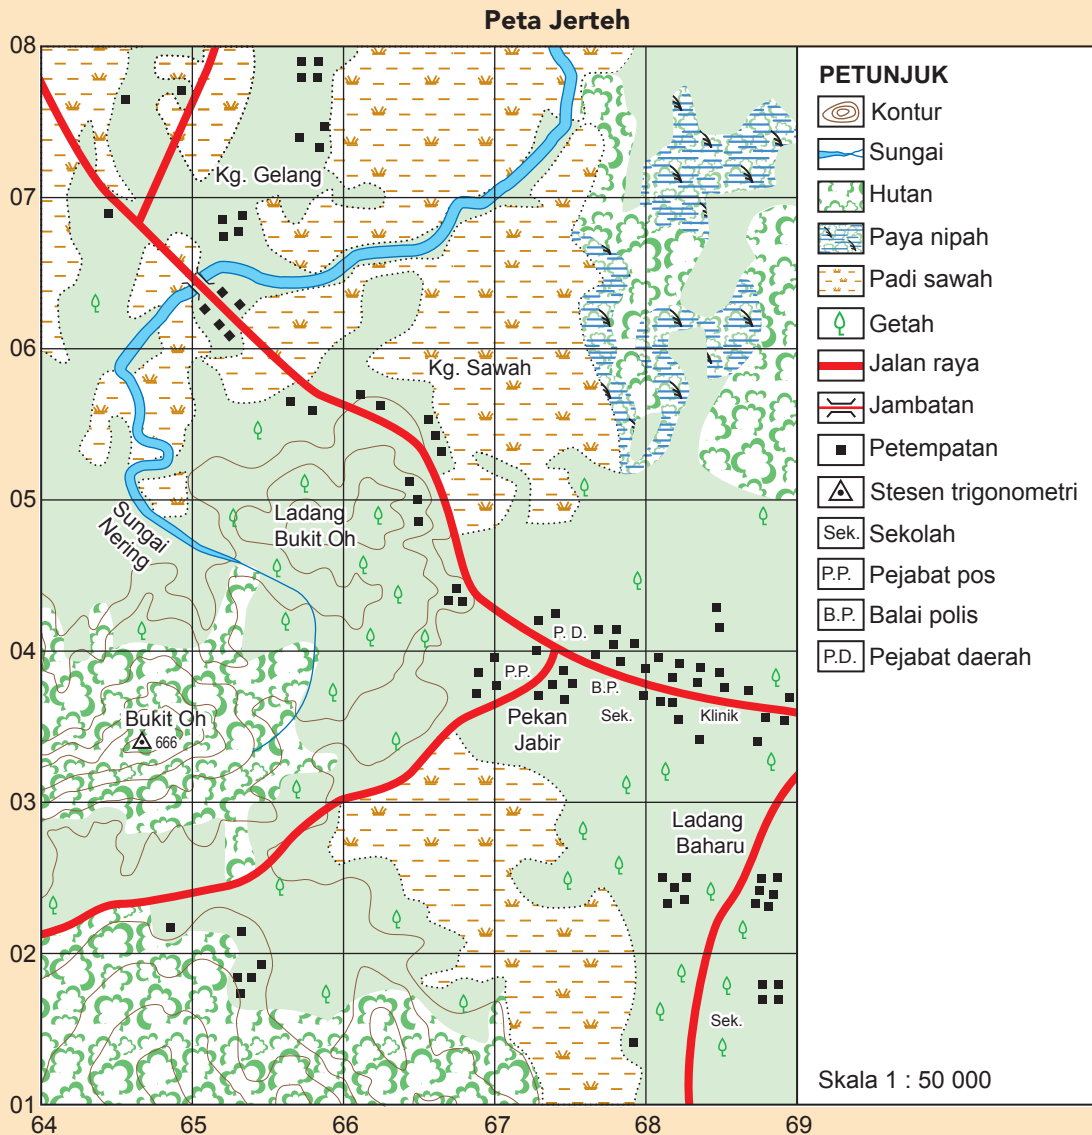 Peta Jerteh
08
07
06
05
04
03
02
01
64
65
66
67
68
69
Kg. Gelang
Kg. Sawah
Ladang
Bukit Oh
Sungai
Nering
P. D.
P.P.
B.P.
Pekan
Jabir
Sek.
Klinik
Bukit Oh
666
Ladang
Baharu
Sek.
PETUNJUK
Kontur
Sungai
Hutan
Paya nipah
Padi sawah
Getah
Jalan raya
Jambatan
Petempatan
Stesen trigonometri
Sek. Sekolah
P.P. Pejabat pos
B.P. Balai polis
P.D. Pejabat daerah
Skala 1 : 50 000